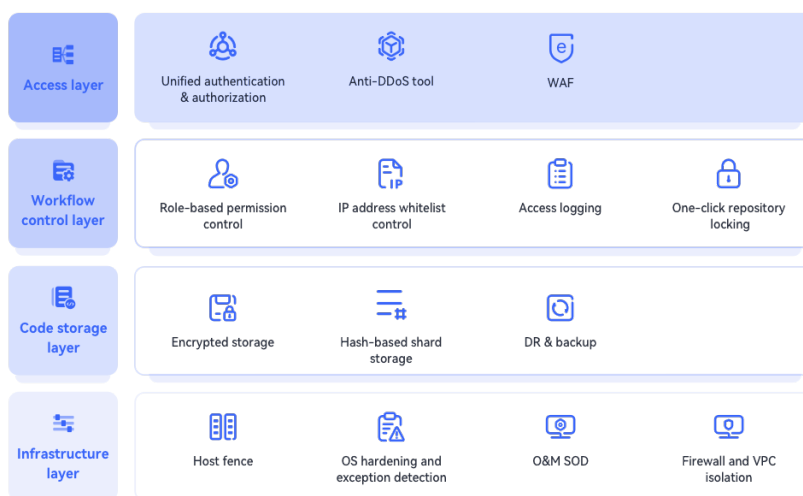 Access layer
Unified authentication
& authorization
Anti-DDoS tool
WAF
Workflow
control layer
Role-based permission
control
IP address whitelist
control
Access logging
One-click repository
locking
Code storage
layer
Encrypted storage
Hash-based shard
storage
DR & backup
Infrastructure
layer
Host fence
OS hardening and
exception detection
O&M SOD
Firewall and VPC
isolation